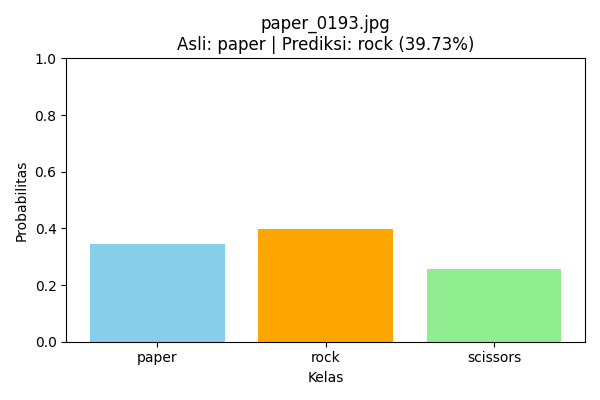 paper_0193.jpg
Asli: paper | Prediksi: rock (39.73%)
1.0
0.8
0.6
0.4
0.2
0.0
Probabilitas
paper rock scissors
Kelas